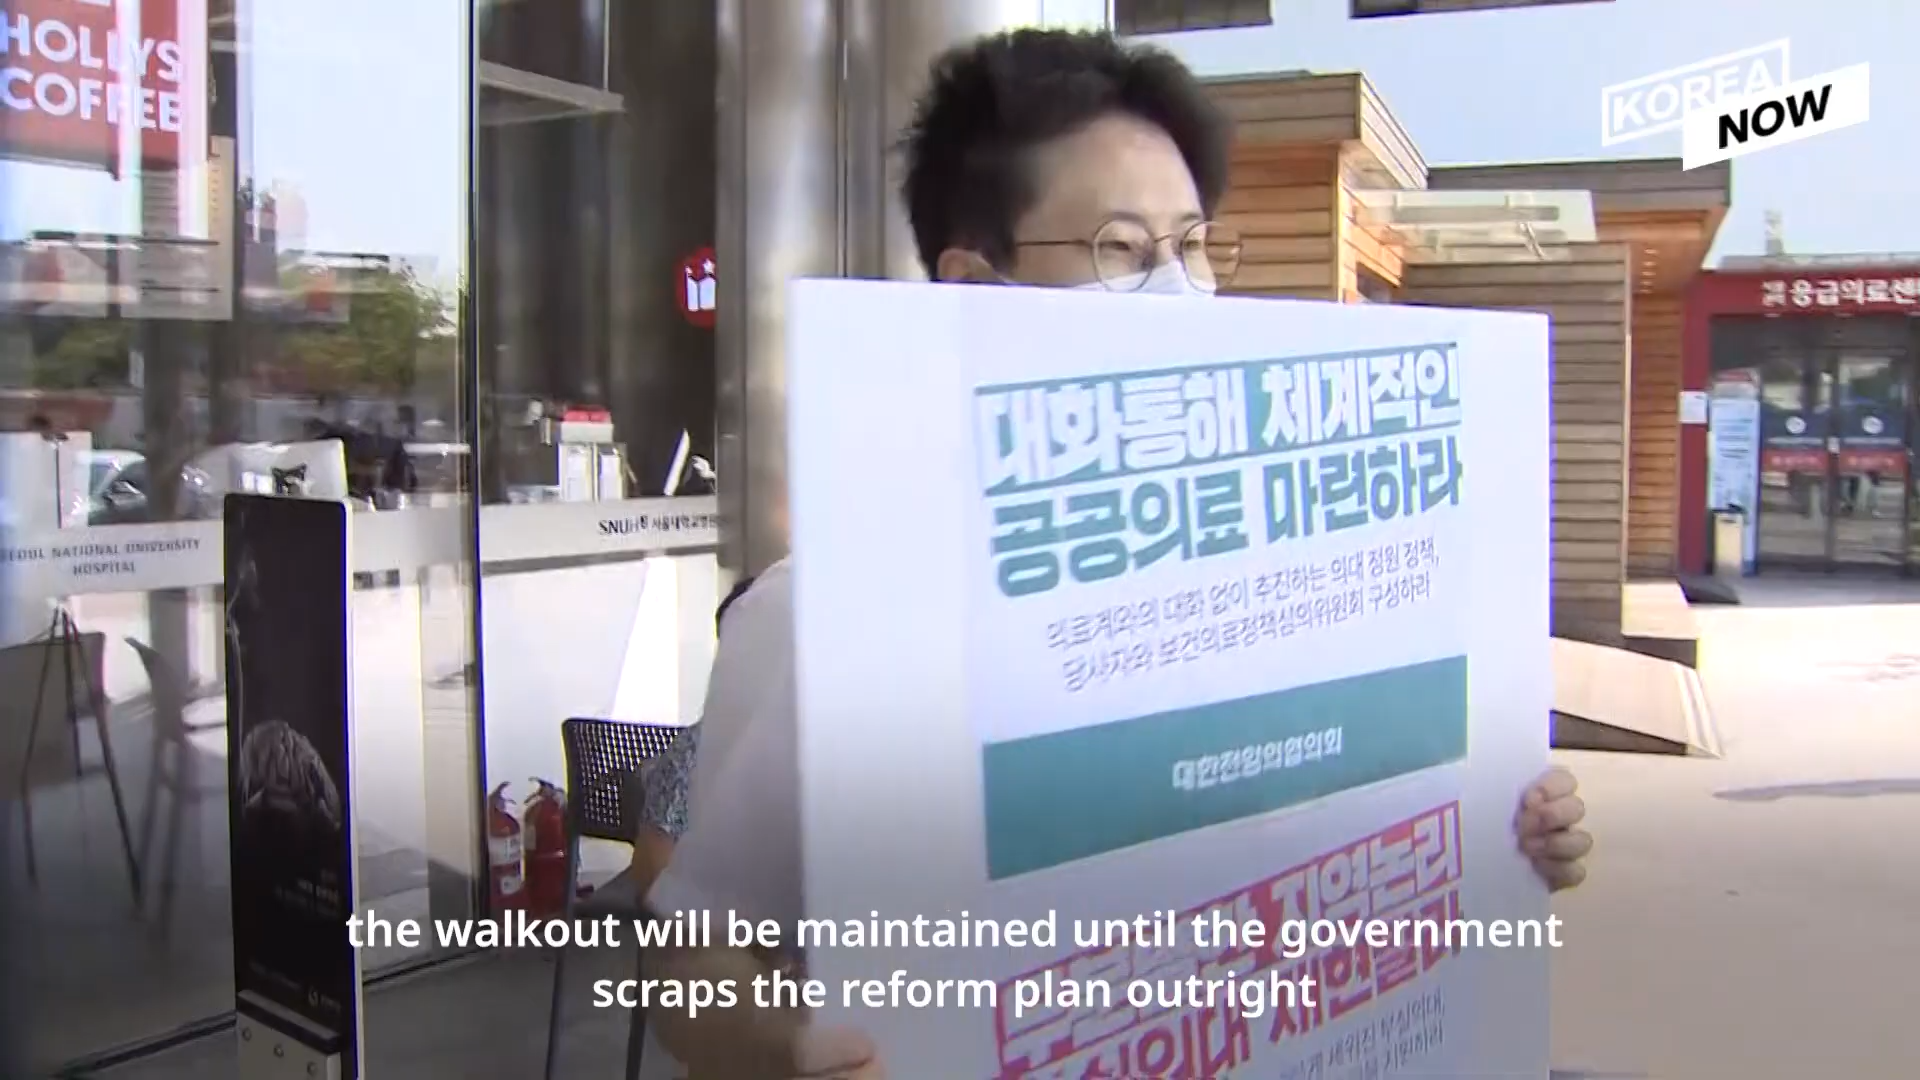 HOLLYS
COFFEE
KOREA
NOW
응급의료센
대화통해 체계적인
공공의료 마련하라
의료계와의 대화 없이 추진하는 의대 정원 정책,
당사자와 보건의료정책심의위원회 구성하라
SNUH 서울대학교병원
SEOUL NATIONAL UNIVERSITY
HOSPITAL
대한전공의협의회
지역논리
the walkout will be maintained until the government
scraps the reform plan outright